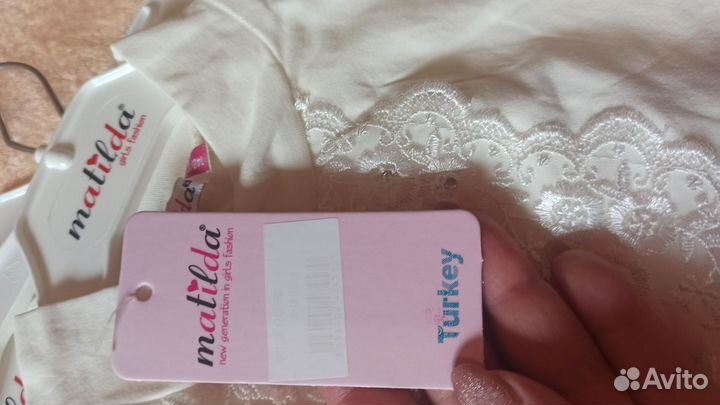 matilda®
girls fashion
matilda®
new generation in girls fashion
Turkey
Avito